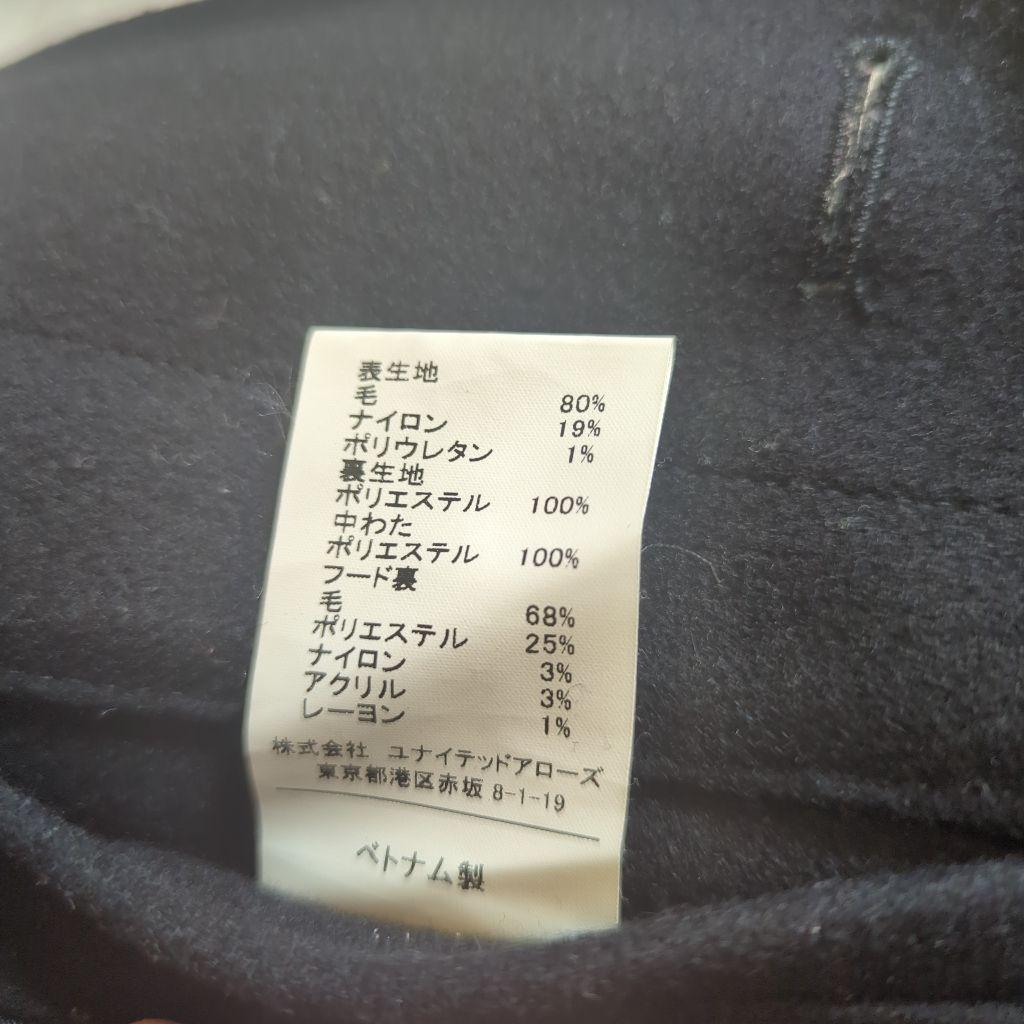 表生地
毛 80%
ナイロン 19%
ポリウレタン 1%
裏生地
ポリエステル 100%
中わた
ポリエステル 100%
フード裏
毛 68%
ポリエステル 25%
ナイロン 3%
アクリル 3%
レーヨン 1%
株式会社 ユナイテッドアローズ
東京都港区赤坂 8-1-19
ベトナム製